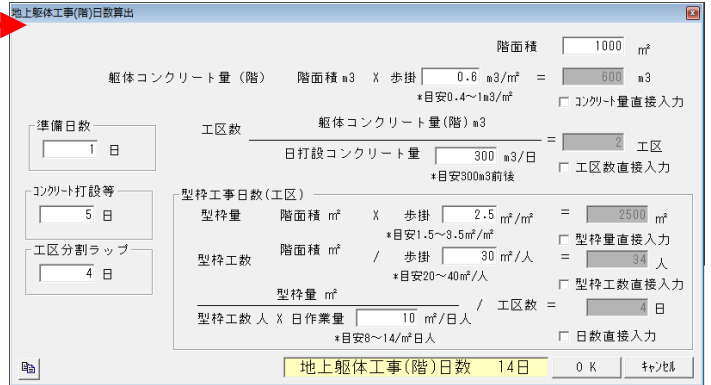 地上躯体工事(階)日数算出
階面積 1000 m²
躯体コンクリート量（階） 階面積m3 X 歩掛 0.6 m3/m² = 600 m3
*目安0.4～1m3/m²
□ コンクリート量直接入力
準備日数
1 日
工区数 躯体コンクリート量(階)m3 = 2 工区
日打設コンクリート量 300 m3/日
*目安300m3前後
□ 工区数直接入力
コンクリート打設等
5 日
工区分割ラップ
4 日
型枠工事日数(工区)
型枠量 階面積 m² X 歩掛 2.5 m²/m² = 2500 m²
*目安1.5～3.5m²/m²
□ 型枠量直接入力
型枠工数 階面積 m² / 歩掛 30 m²/人 = 34 人
*目安20～40m²/人
□ 型枠工数直接入力
型枠量 m² / 工区数 = 4 日
型枠工数 人 X 日作業量 10 m²/日人
*目安8～14/m²日人
□ 日数直接入力
地上躯体工事(階)日数 14日
O K
キャンセル